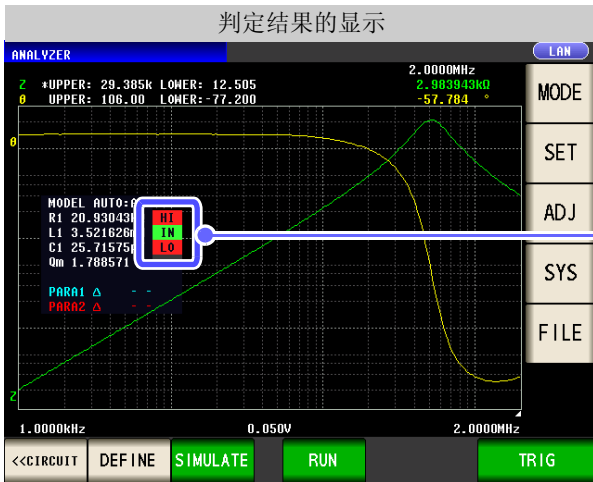 判定结果的显示
ANALYZER
LAN
2.0000MHz
Z *UPPER: 29.385k LOWER: 12.505 2.983943kΩ
θ UPPER: 106.00 LOWER:-77.200 -57.784 °
MODE
θ
SET
MODEL AUTO:
R1 20.93043 HI
L1 3.521626 IN
C1 25.71575 LO
Qm 1.788571
ADJ
SYS
PARA1 Δ - -
PARA2 Δ - -
FILE
Z
1.0000kHz 0.050V 2.0000MHz
<<CIRCUIT DEFINE SIMULATE RUN TRIG